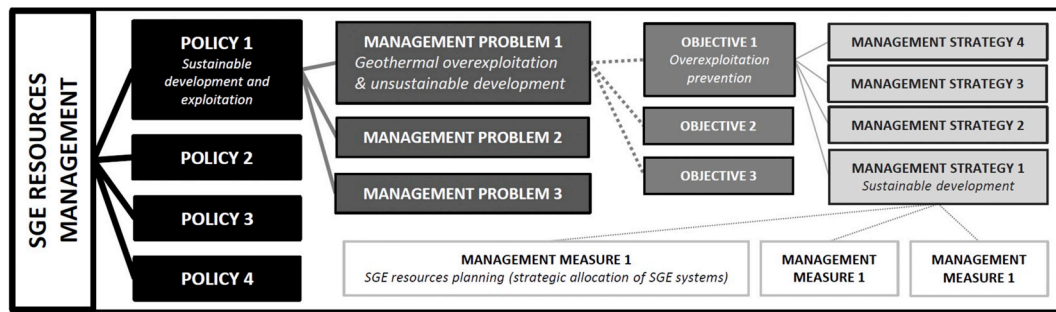 SGE RESOURCES
MANAGEMENT
POLICY 1
Sustainable
development and
exploitation
POLICY 2
POLICY 3
POLICY 4
MANAGEMENT PROBLEM 1
Geothermal overexploitation
& unsustainable development
MANAGEMENT PROBLEM 2
MANAGEMENT PROBLEM 3
OBJECTIVE 1
Overexploitation
prevention
OBJECTIVE 2
OBJECTIVE 3
MANAGEMENT STRATEGY 4
MANAGEMENT STRATEGY 3
MANAGEMENT STRATEGY 2
MANAGEMENT STRATEGY 1
Sustainable development
MANAGEMENT MEASURE 1
SGE resources planning (strategic allocation of SGE systems)
MANAGEMENT
MEASURE 1
MANAGEMENT
MEASURE 1